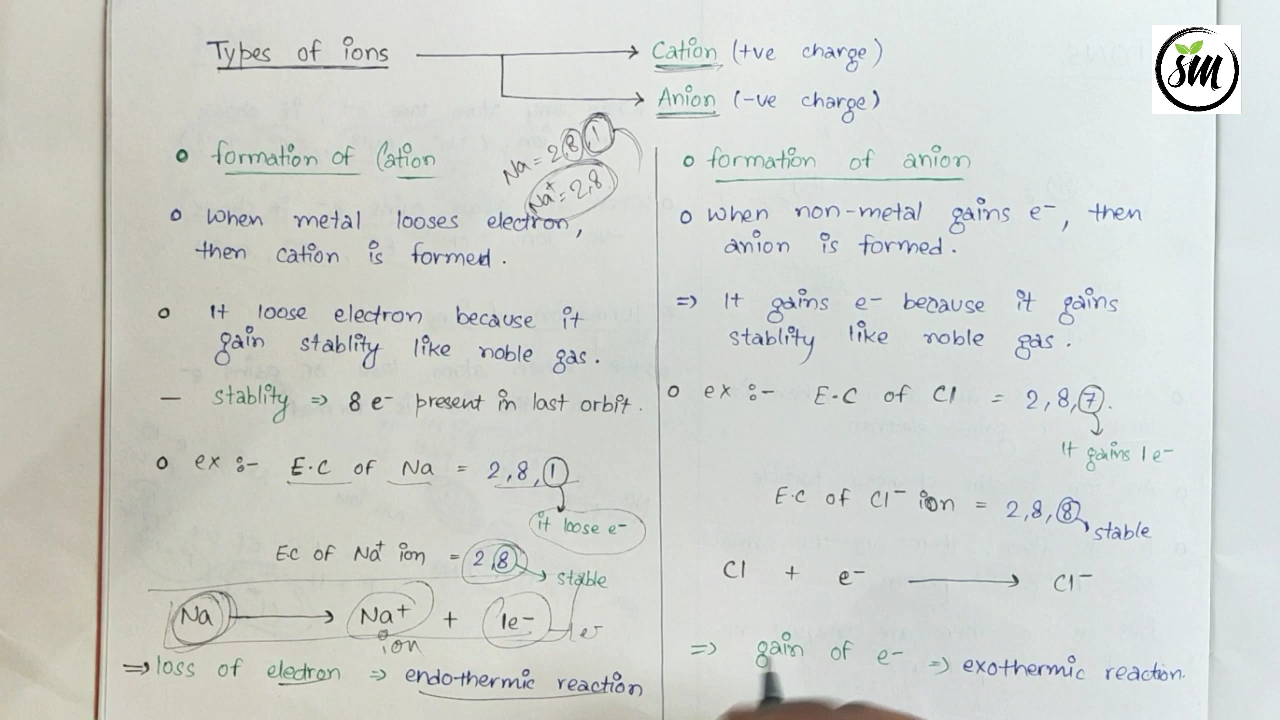 Types of ions
Cation (+ve charge)
Anion (-ve charge)
sm
formation of Cation
Na = 2 8, 1
Na+ = 2,8
when metal looses electron,
then cation is formed.
It loose electron because it
gain stablity like noble gas.
— stablity => 8 e- present in last orbit.
ex :- E.C of Na = 2,8,1
it loose e-
E.C of Na+ ion = 2,8
stable
Na → Na+ + 1e-
ion
1e-
=> loss of electron => endothermic reaction
formation of anion
when non-metal gains e-, then
anion is formed.
=> It gains e- because it gains
stablity like noble gas.
ex :- E.C of Cl = 2,8,7.
It gains 1e-
E.C of Cl- ion = 2,8,8
stable
Cl + e- → Cl-
=> gain of e- => exothermic reaction.